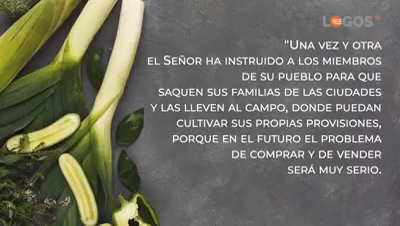 LOGOS
"UNA VEZ Y OTRA
EL SEÑOR HA INSTRUIDO A LOS MIEMBROS
DE SU PUEBLO PARA QUE
SAQUEN SUS FAMILIAS DE LAS CIUDADES
Y LAS LLEVEN AL CAMPO, DONDE PUEDAN
CULTIVAR SUS PROPIAS PROVISIONES,
PORQUE EN EL FUTURO EL PROBLEMA
DE COMPRAR Y DE VENDER
SERÁ MUY SERIO.